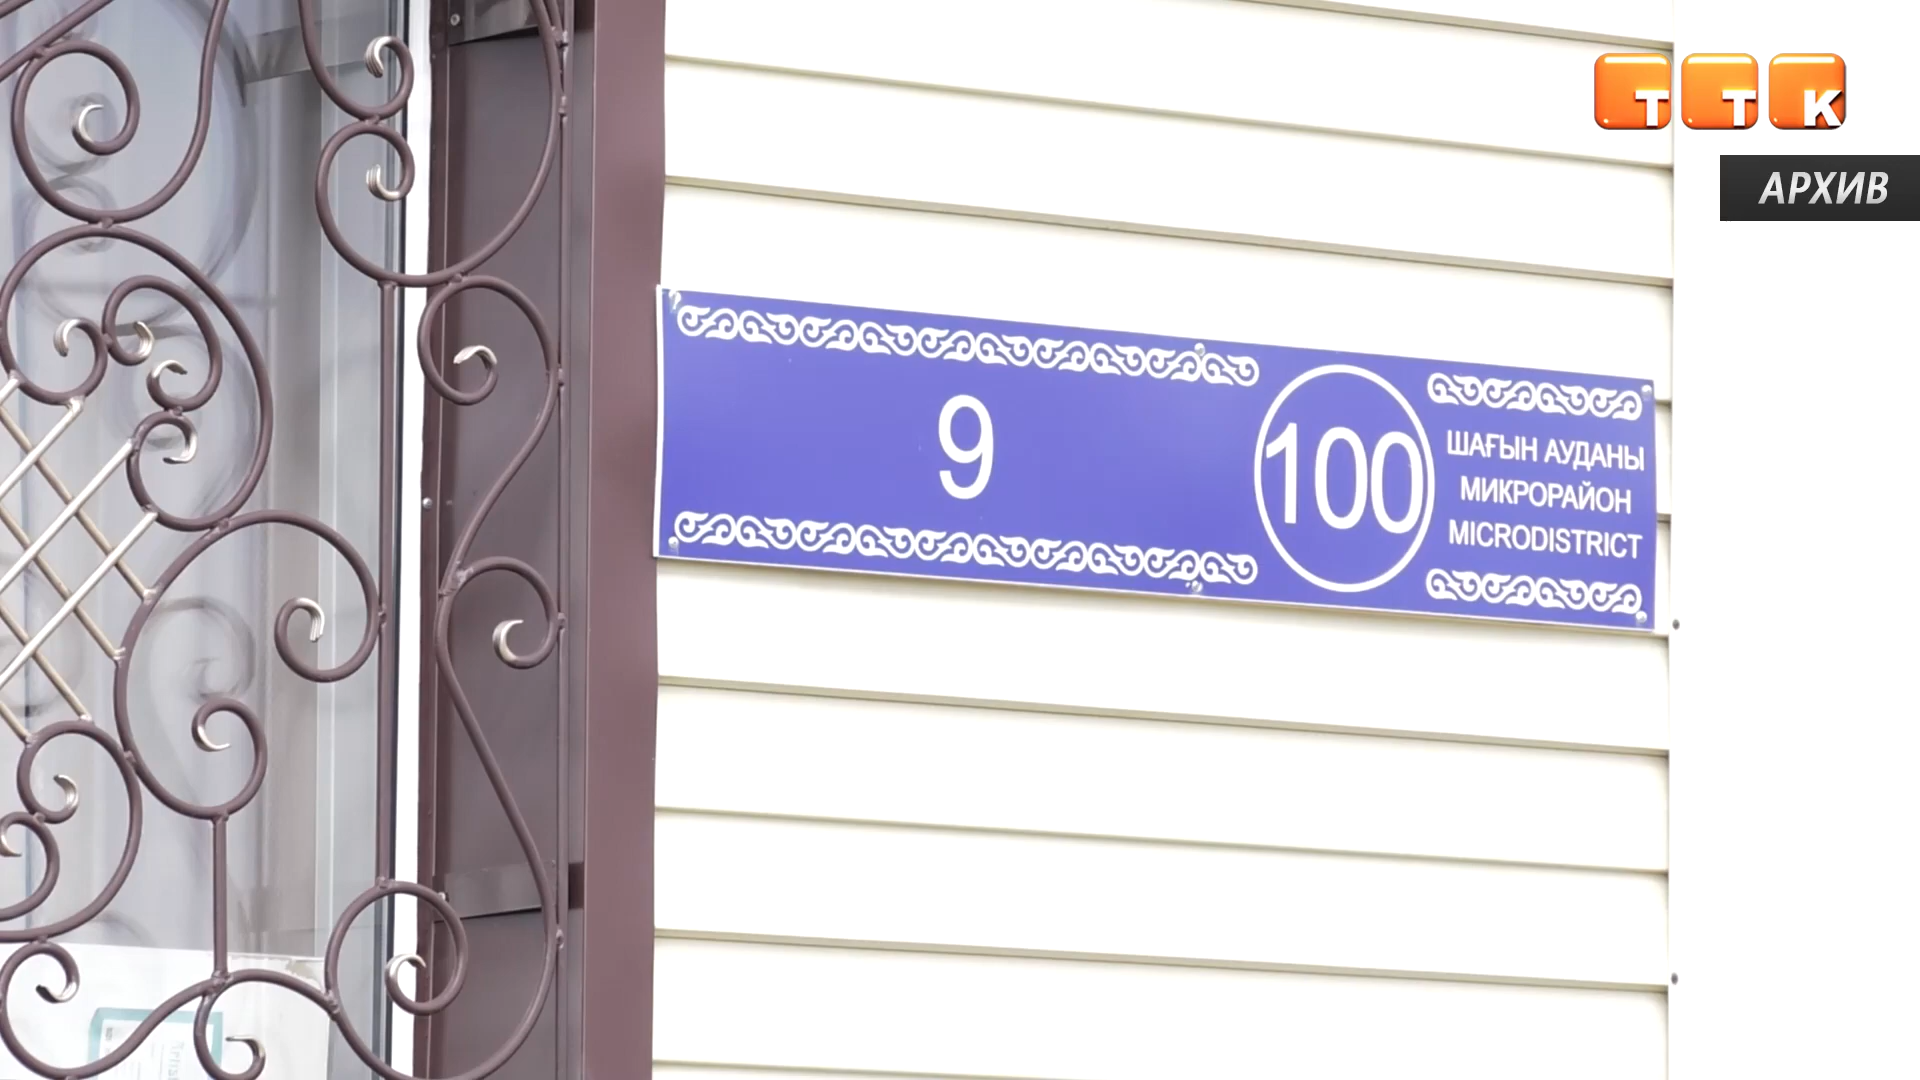 ТТК
АРХИВ
9
100
ШАҒЫН АУДАНЫ
МИКРОРАЙОН
MICRODISTRICT